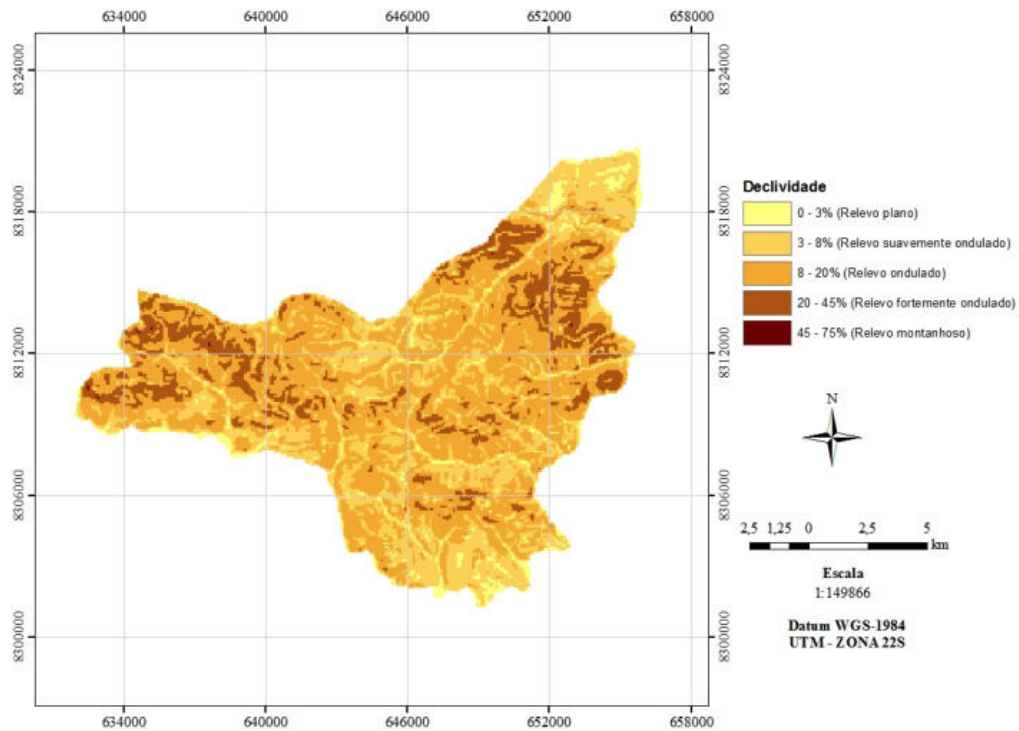 634000 640000 646000 652000 658000
8324000 8324000
8318000 8318000
8312000 8312000
8306000 8306000
8300000 8300000
634000 640000 646000 652000 658000
Declividade
0 - 3% (Relevo plano)
3 - 8% (Relevo suavemente ondulado)
8 - 20% (Relevo ondulado)
20 - 45% (Relevo fortemente ondulado)
45 - 75% (Relevo montanhoso)
N
2,5 1,25 0 2,5 5
km
Escala
1:149866
Datum WGS-1984
UTM - ZONA 22S